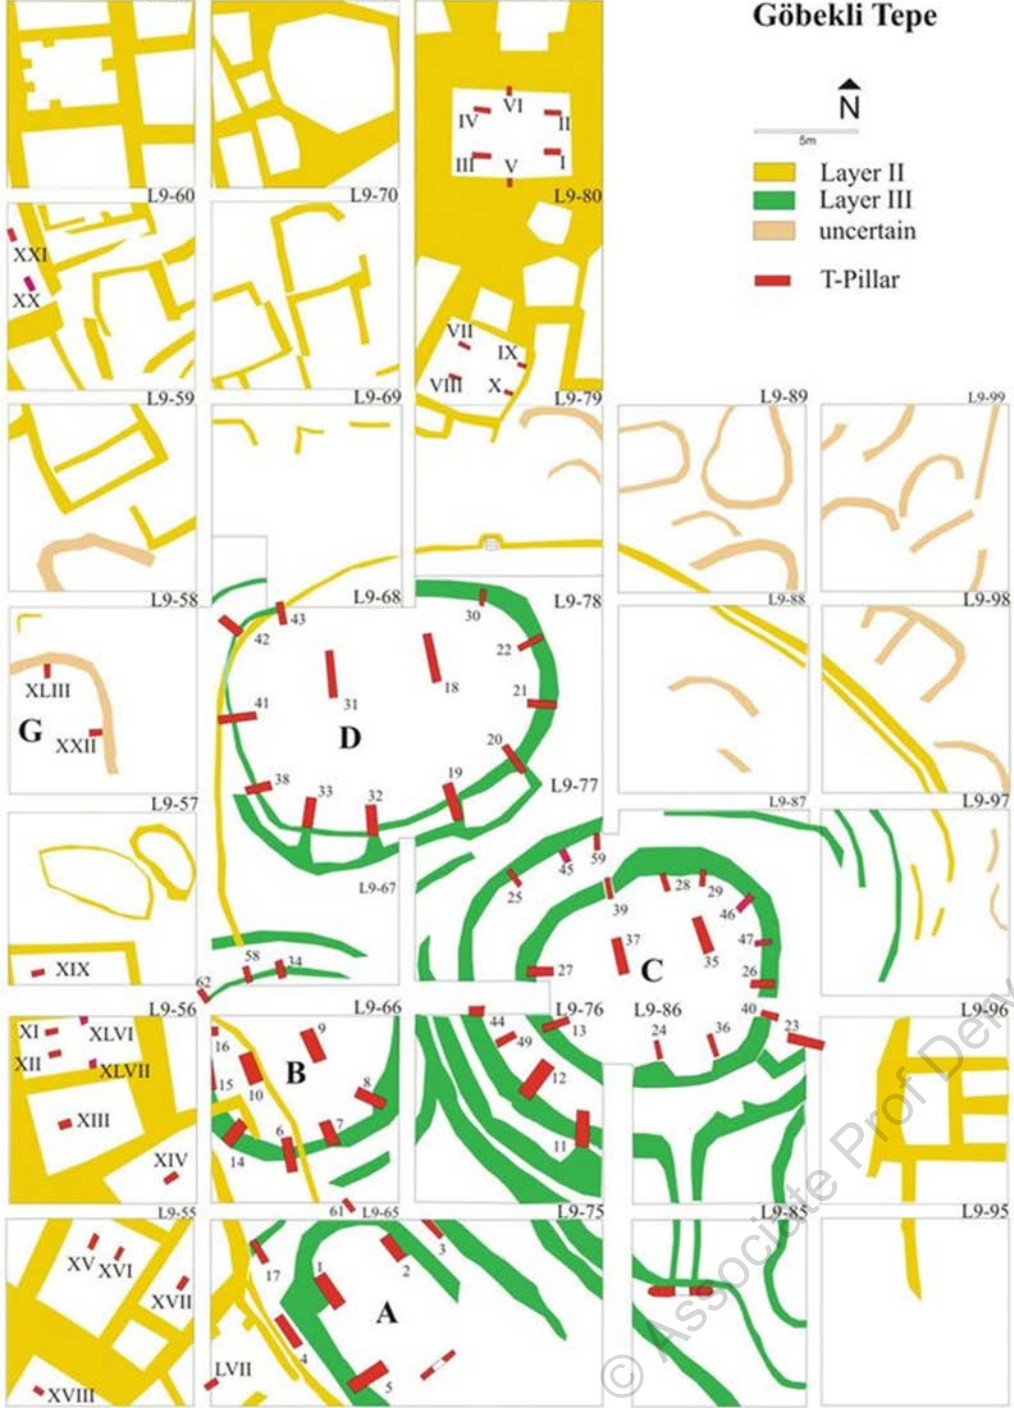 Göbekli Tepe
N
5m
Layer II
Layer III
uncertain
T-Pillar
VI
IV
II
III
V
I
L9-60
L9-70
L9-80
XXI
XX
VII
IX
VIII
X
L9-59
L9-69
L9-79
L9-89
L9-99
L9-58
L9-68
L9-78
L9-88
L9-98
43
42
30
22
18
31
21
41
20
19
38
33
32
D
XLIII
G
XXII
L9-57
L9-77
L9-87
L9-97
L9-67
59
45
25
39
28
29
46
47
37
35
27
C
26
40
23
58
34
62
XIX
L9-56
L9-66
L9-76
L9-86
L9-96
XI
XLVI
XII
XLVII
XIII
XIV
16
9
B
15
10
8
6
7
14
44
49
13
24
36
12
11
61
L9-55
L9-65
L9-75
L9-85
L9-95
XV
XVI
XVII
XVIII
LVII
17
1
2
3
A
4
5
© Associate Prof Derv